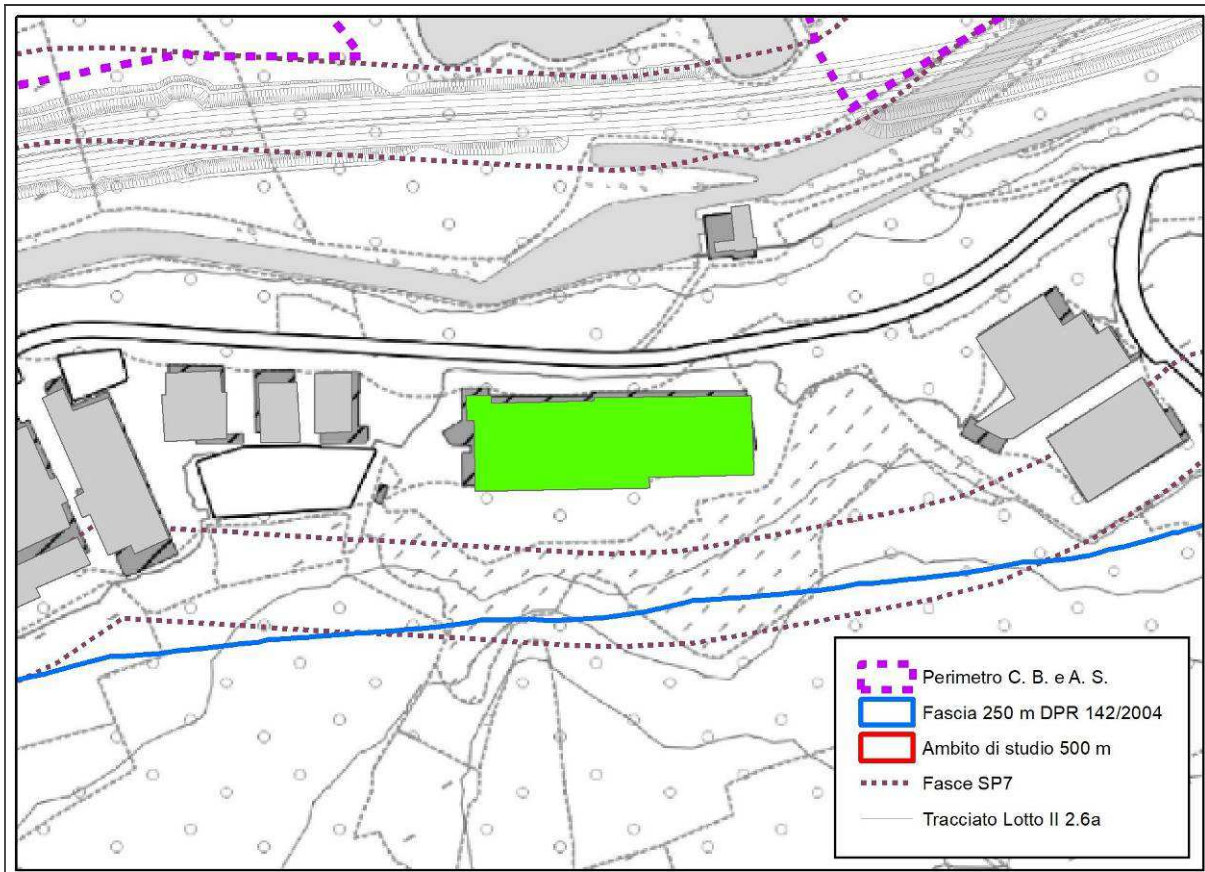 Perimetro C. B. e A. S.
Fascia 250 m DPR 142/2004
Ambito di studio 500 m
Fasce SP7
Tracciato Lotto II 2.6a